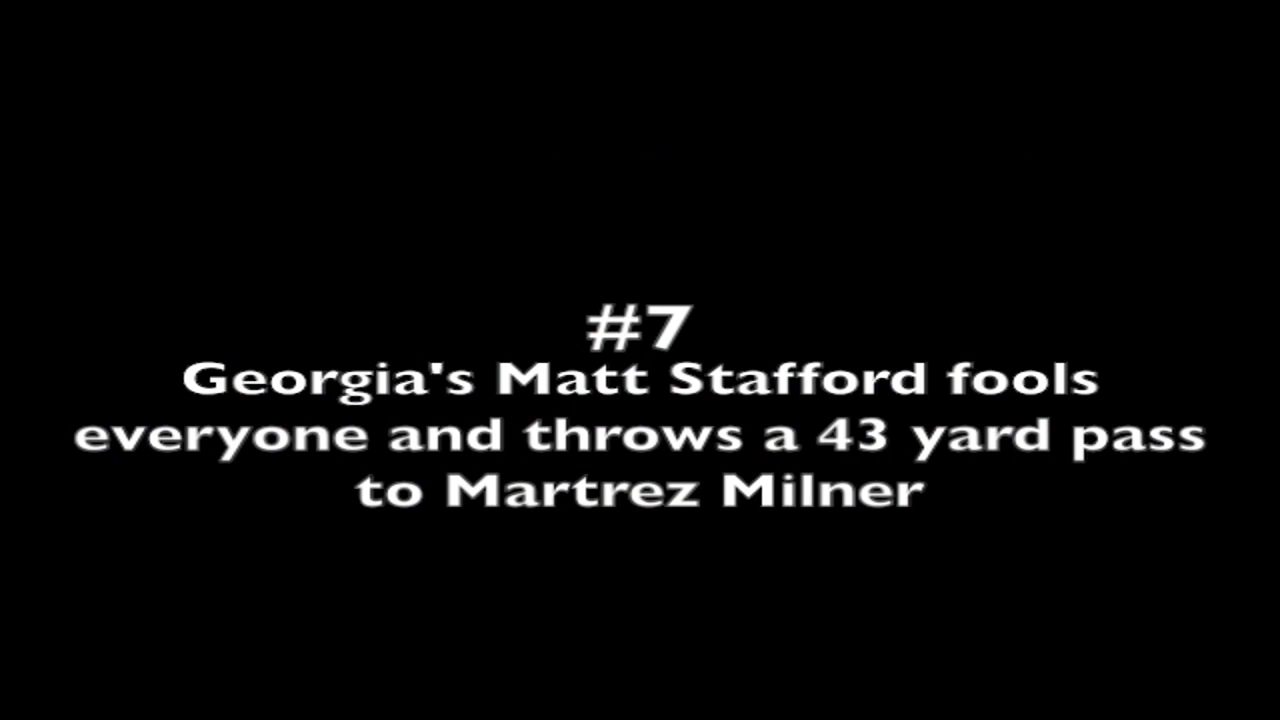 #7
Georgia's Matt Stafford fools
everyone and throws a 43 yard pass
to Martrez Milner